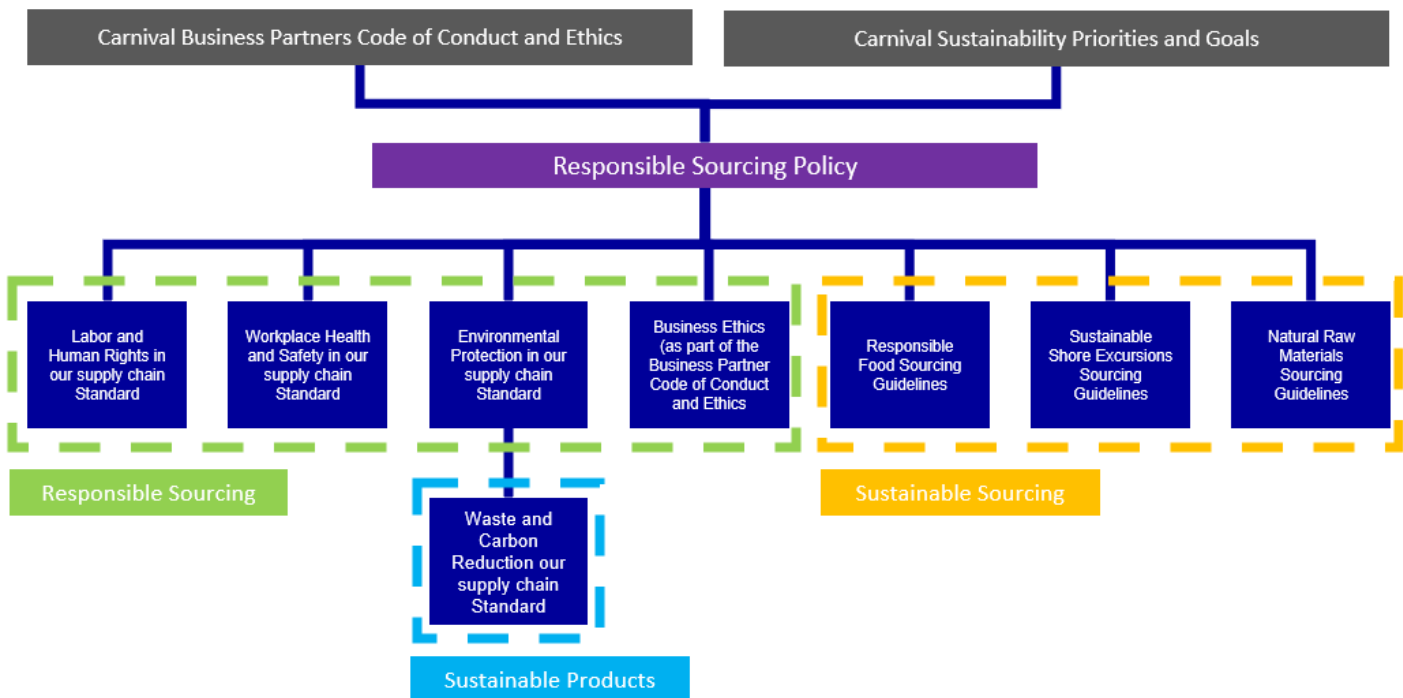 Carnival Business Partners Code of Conduct and Ethics
Carnival Sustainability Priorities and Goals
Responsible Sourcing Policy
Labor and
Human Rights in
our supply chain
Standard
Workplace Health
and Safety in our
supply chain
Standard
Environmental
Protection in our
supply chain
Standard
Business Ethics
(as part of the
Business Partner
Code of Conduct
and Ethics
Responsible
Food Sourcing
Guidelines
Sustainable
Shore Excursions
Sourcing
Guidelines
Natural Raw
Materials
Sourcing
Guidelines
Responsible Sourcing
Sustainable Sourcing
Waste and
Carbon
Reduction our
supply chain
Standard
Sustainable Products